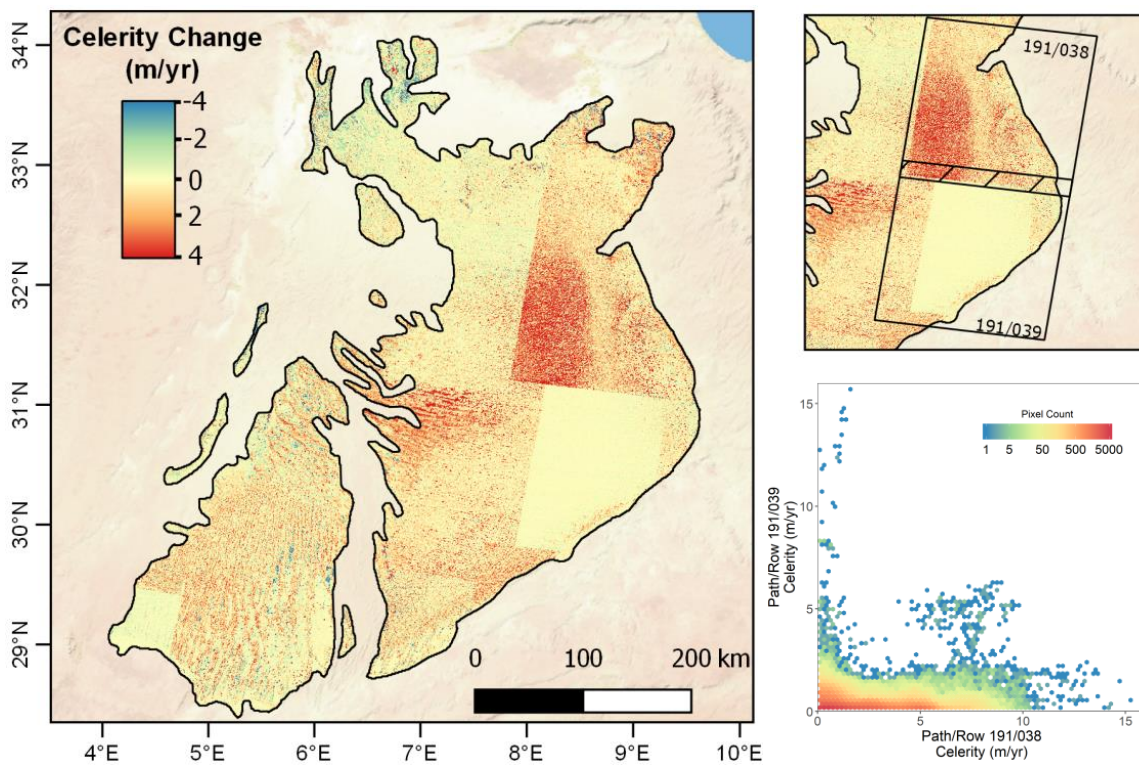 Celerity Change
(m/yr)
-4
-2
0
2
4
34°N
33°N
32°N
31°N
30°N
29°N
4°E
5°E
6°E
7°E
8°E
9°E
10°E
0
100
200 km
191/038
191/039
Pixel Count
1
5
50
500
5000
Path/Row 191/039
Celerity (m/yr)
15
10
5
0
0
5
10
15
Path/Row 191/038
Celerity (m/yr)